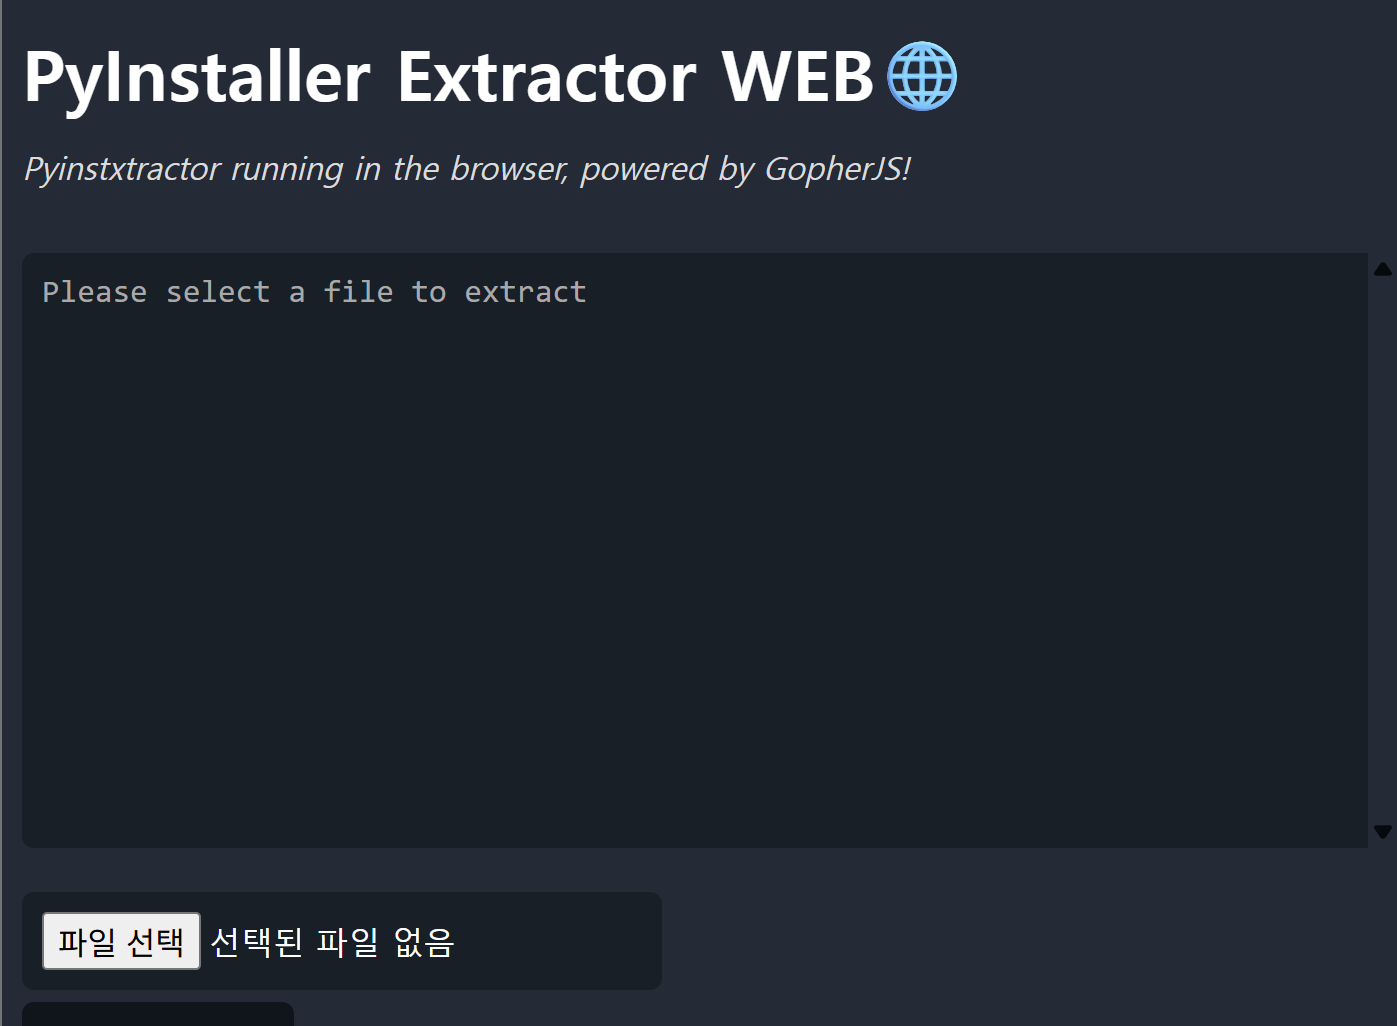 PyInstaller Extractor WEB
Pyinstxtractor running in the browser, powered by GopherJS!
Please select a file to extract
파일 선택 선택된 파일 없음